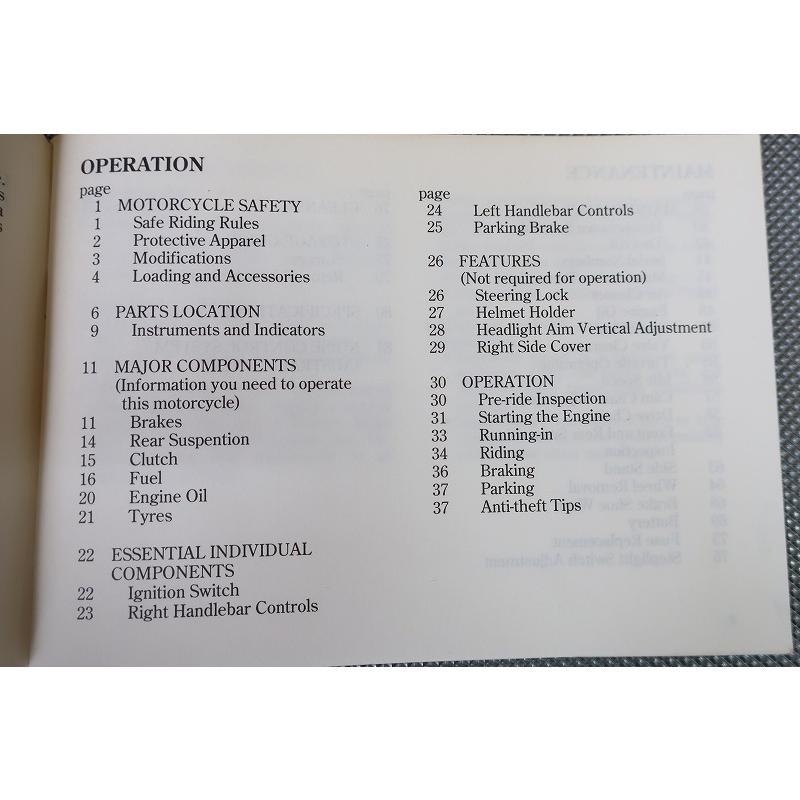 OPERATION
page
1 MOTORCYCLE SAFETY
1 Safe Riding Rules
2 Protective Apparel
3 Modifications
4 Loading and Accessories
6 PARTS LOCATION
9 Instruments and Indicators
11 MAJOR COMPONENTS
(Information you need to operate
this motorcycle)
11 Brakes
14 Rear Suspention
15 Clutch
16 Fuel
20 Engine Oil
21 Tyres
22 ESSENTIAL INDIVIDUAL
COMPONENTS
22 Ignition Switch
23 Right Handlebar Controls
page
24 Left Handlebar Controls
25 Parking Brake
26 FEATURES
(Not required for operation)
26 Steering Lock
27 Helmet Holder
28 Headlight Aim Vertical Adjustment
29 Right Side Cover
30 OPERATION
30 Pre-ride Inspection
31 Starting the Engine
33 Running-in
34 Riding
36 Braking
37 Parking
37 Anti-theft Tips